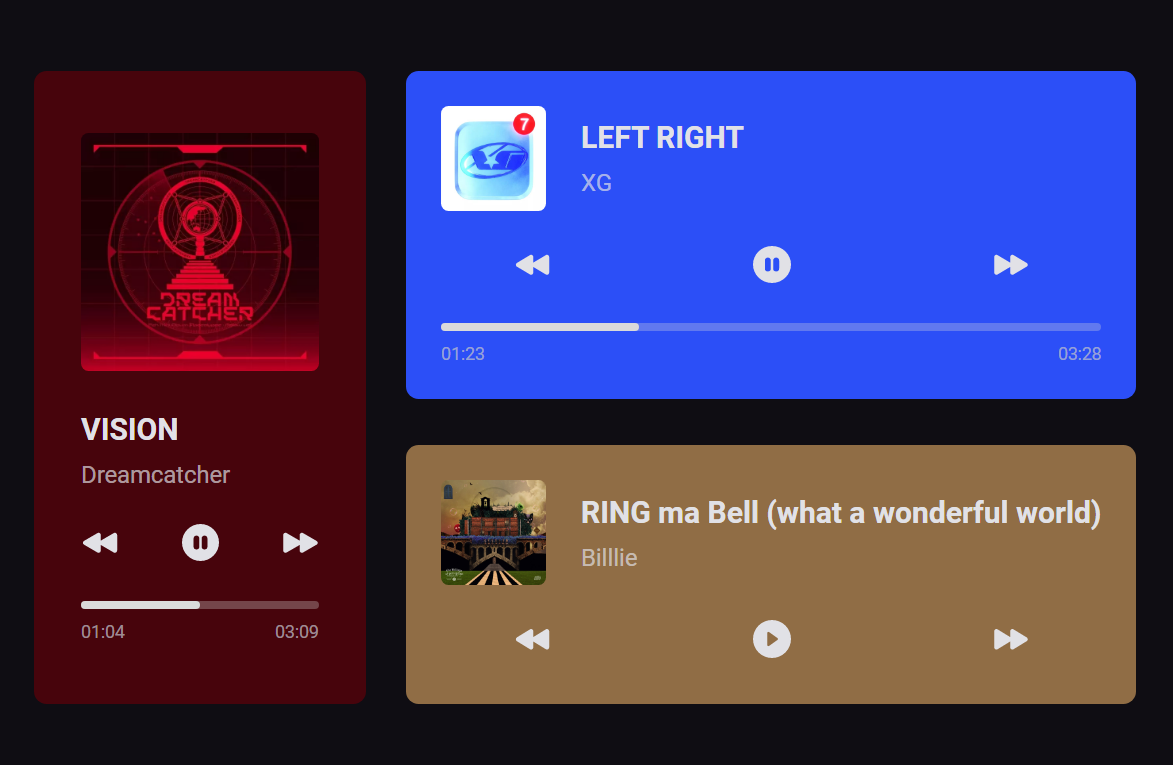 DREAM
CATCHER
VISION
Dreamcatcher
01:04 03:09
7
XG
LEFT RIGHT
XG
01:23 03:28
RING ma Bell (what a wonderful world)
Billlie